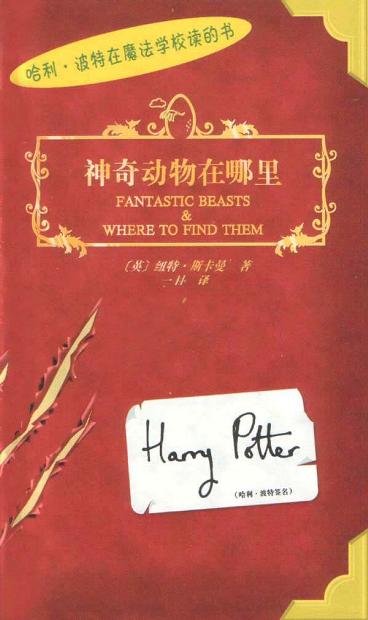 哈利·波特在魔法学校读的书
神奇动物在哪里
FANTASTIC BEASTS
&
WHERE TO FIND THEM
〔英〕纽特·斯卡曼 著
一目 译
Harry Potter
(哈利·波特签名)